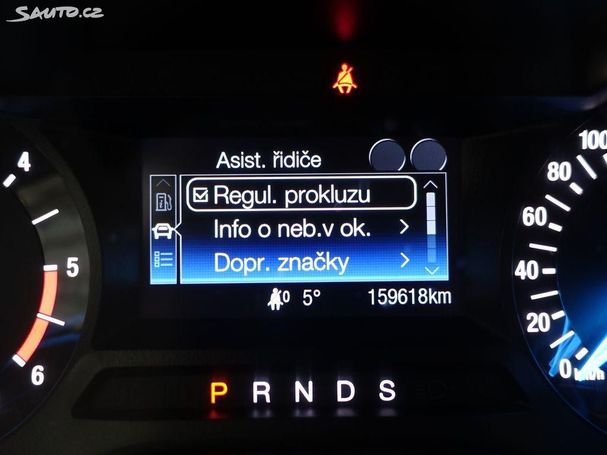 Sauto.cz
Asist. řidiče
Regul. prokluzu
Info o neb.v ok.
Dopr. značky
0 5° 159618km
P R N D S
4
5
6
100
80
60
40
20
0 km/h